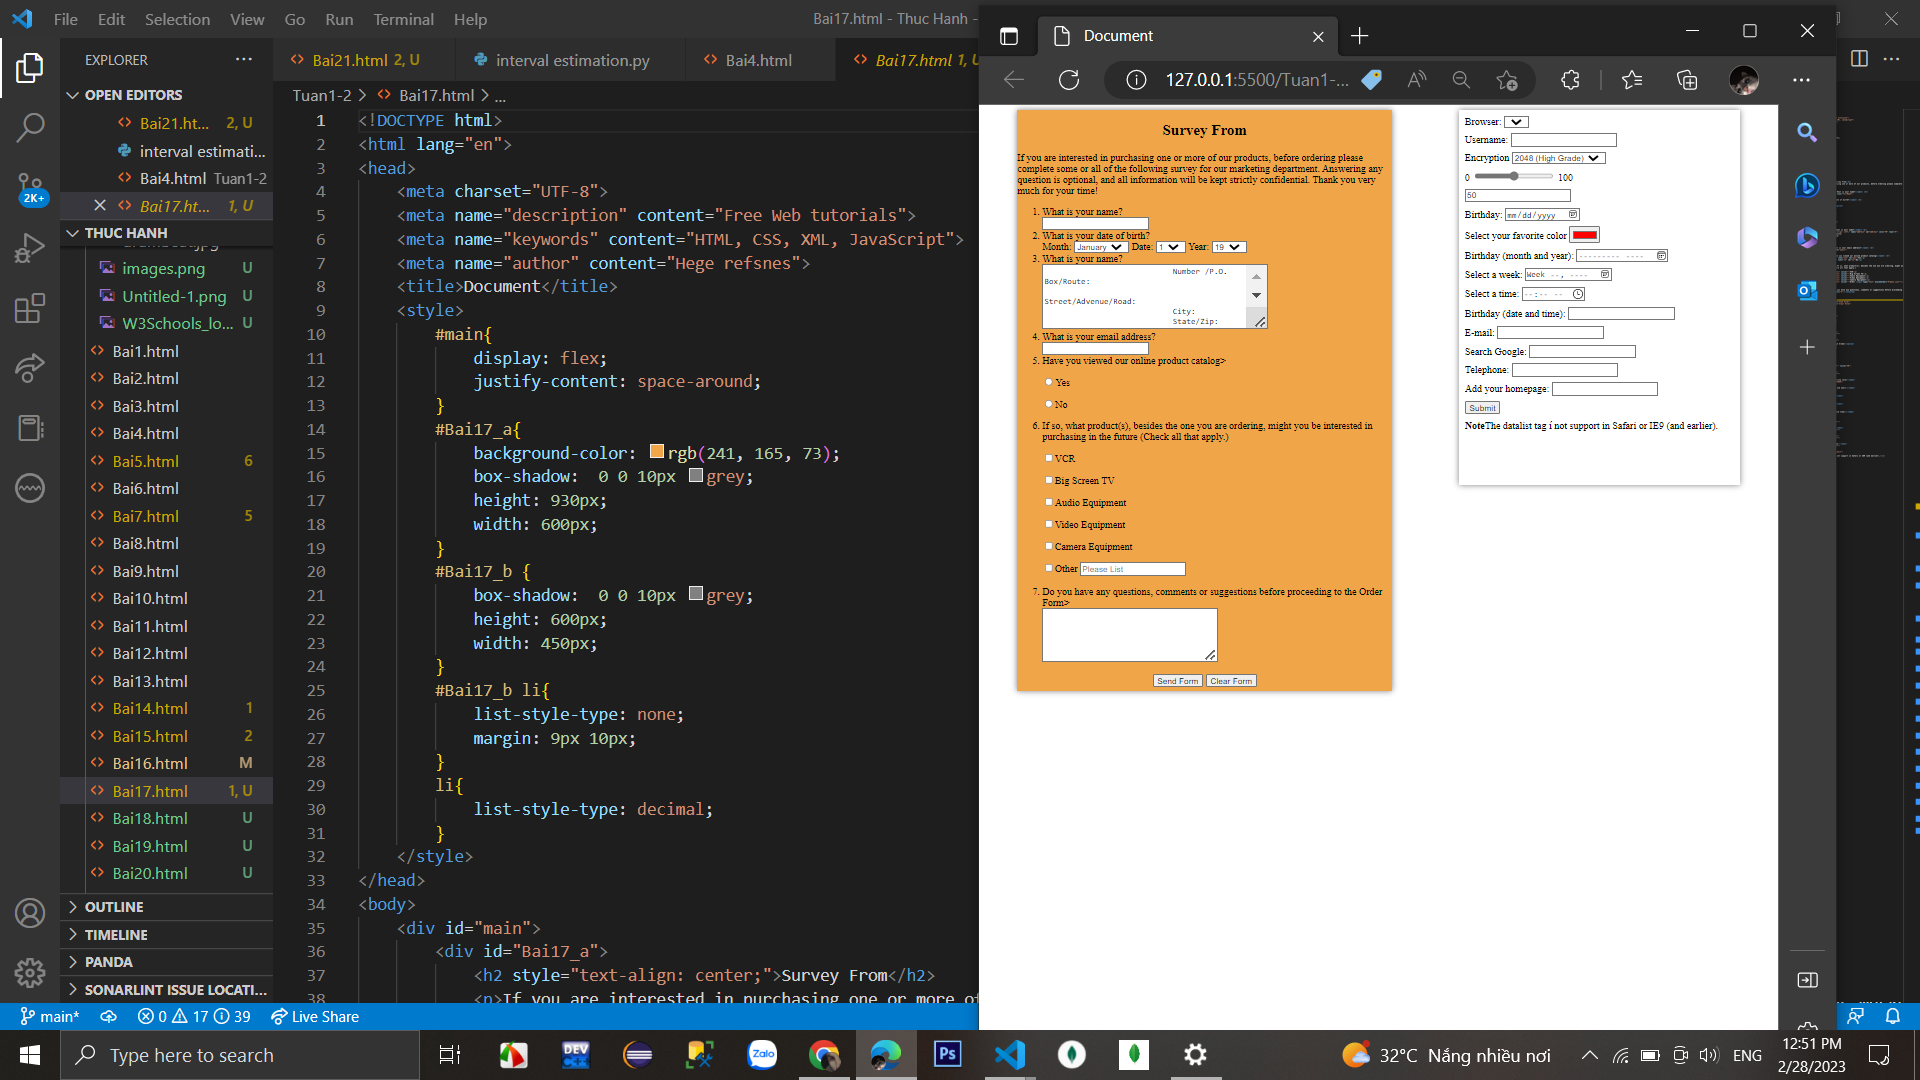 File Edit Selection View Go Run Terminal Help
Bai17.html - Thuc Hanh -
EXPLORER
OPEN EDITORS
Bai21.ht... 2, U
interval estimati...
Bai4.html Tuan1-2
Bai17.ht... 1, U
THUC HANH
images.png U
Untitled-1.png U
W3Schools_lo... U
Bai1.html
Bai2.html
Bai3.html
Bai4.html
Bai5.html 6
Bai6.html
Bai7.html 5
Bai8.html
Bai9.html
Bai10.html
Bai11.html
Bai12.html
Bai13.html
Bai14.html 1
Bai15.html 2
Bai16.html M
Bai17.html 1, U
Bai18.html U
Bai19.html U
Bai20.html U
OUTLINE
TIMELINE
PANDA
SONARLINT ISSUE LOCATI...
2K+
Bai21.html 2, U
interval estimation.py
Bai4.html
Bai17.html 1, U
Tuan1-2 > Bai17.html > ...
1 <!DOCTYPE html>
2 <html lang="en">
3 <head>
4 <meta charset="UTF-8">
5 <meta name="description" content="Free Web tutorials">
6 <meta name="keywords" content="HTML, CSS, XML, JavaScript">
7 <meta name="author" content="Hege refsnes">
8 <title>Document</title>
9 <style>
10 #main{
11 display: flex;
12 justify-content: space-around;
13 }
14 #Bai17_a{
15 background-color: rgb(241, 165, 73);
16 box-shadow: 0 0 10px grey;
17 height: 930px;
18 width: 600px;
19 }
20 #Bai17_b {
21 box-shadow: 0 0 10px grey;
22 height: 600px;
23 width: 450px;
24 }
25 #Bai17_b li{
26 list-style-type: none;
27 margin: 9px 10px;
28 }
29 li{
30 list-style-type: decimal;
31 }
32 </style>
33 </head>
34 <body>
35 <div id="main">
36 <div id="Bai17_a">
37 <h2 style="text-align: center;">Survey From</h2>
38 <p>If you are interested in purchasing one or more of
Document
127.0.0.1:5500/Tuan1-...
Survey From
If you are interested in purchasing one or more of our products, before ordering please
complete some or all of the following survey for our marketing department. Answering any
question is optional, and all information will be kept strictly confidential. Thank you very
much for your time!
1. What is your name?
2. What is your date of birth?
Month: January Date: 1 Year: 19
3. What is your name?
Number /P.O.
Box/Route:
Street/Advenue/Road:
City:
State/Zip:
4. What is your email address?
5. Have you viewed our online product catalog>
Yes
No
6. If so, what product(s), besides the one you are ordering, might you be interested in
purchasing in the future (Check all that apply.)
VCR
Big Screen TV
Audio Equipment
Video Equipment
Camera Equipment
Other Please List
7. Do you have any questions, comments or suggestions before proceeding to the Order
Form>
Send Form Clear Form
Browser:
Username:
Encryption 2048 (High Grade)
0 100
50
Birthday: mm/dd/yyyy
Select your favorite color
Birthday (month and year): --------- ----
Select a week: Week --, ----
Select a time: --:-- --
Birthday (date and time):
E-mail:
Search Google:
Telephone:
Add your homepage:
Submit
NoteThe datalist tag í not support in Safari or IE9 (and earlier).
main* 0 17 39 Live Share
Type here to search
DEV C++
Zalo
Ps
32°C Nắng nhiều nơi
ENG
12:51 PM
2/28/2023